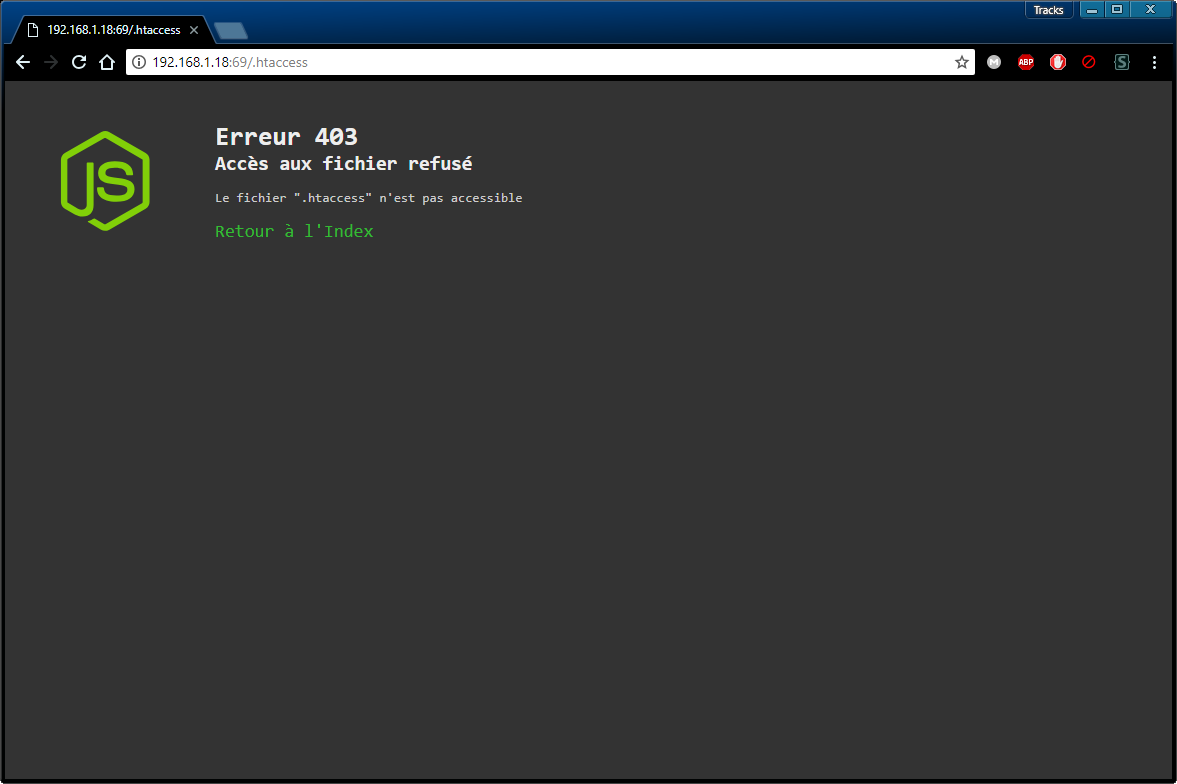 Tracks
192.168.1.18:69/.htaccess
192.168.1.18:69/.htaccess
M
ABP
S
JS
Erreur 403
Accès aux fichier refusé
Le fichier ".htaccess" n'est pas accessible
Retour à l'Index